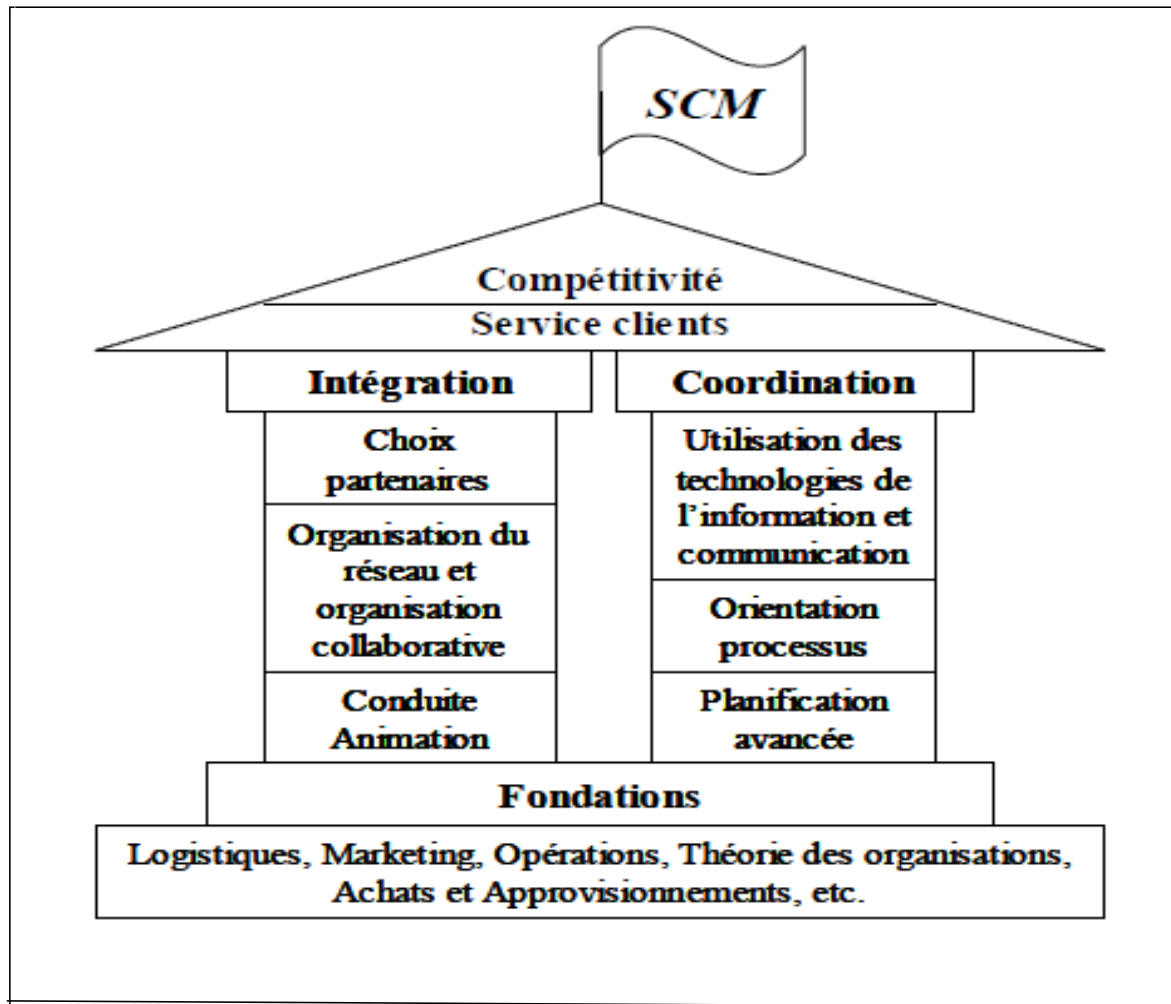 SCM
Compétitivité
Service clients
Intégration
Choix
partenaires
Organisation du
réseau et
organisation
collaborative
Conduite
Animation
Coordination
Utilisation des
technologies de
l'information et
communication
Orientation
processus
Planification
avancée
Fondations
Logistiques, Marketing, Opérations, Théorie des organisations,
Achats et Approvisionnements, etc.